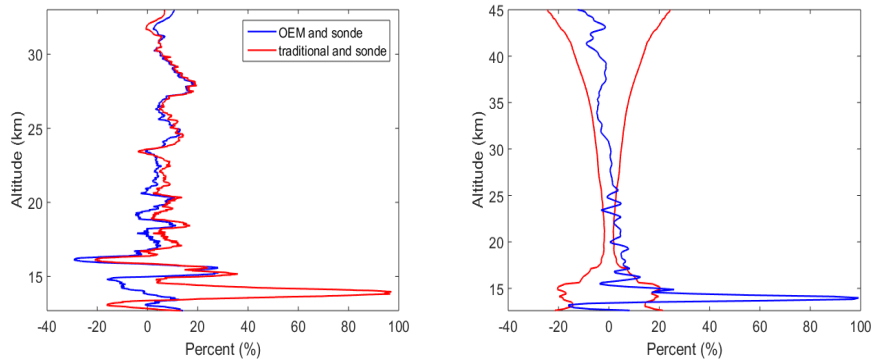 OEM and sonde
traditional and sonde
30
25
20
15
-40 -20 0 20 40 60 80 100
Percent (%)
Altitude (km)
45
40
35
30
25
20
15
-40 -20 0 20 40 60 80 100
Percent (%)
Altitude (km)